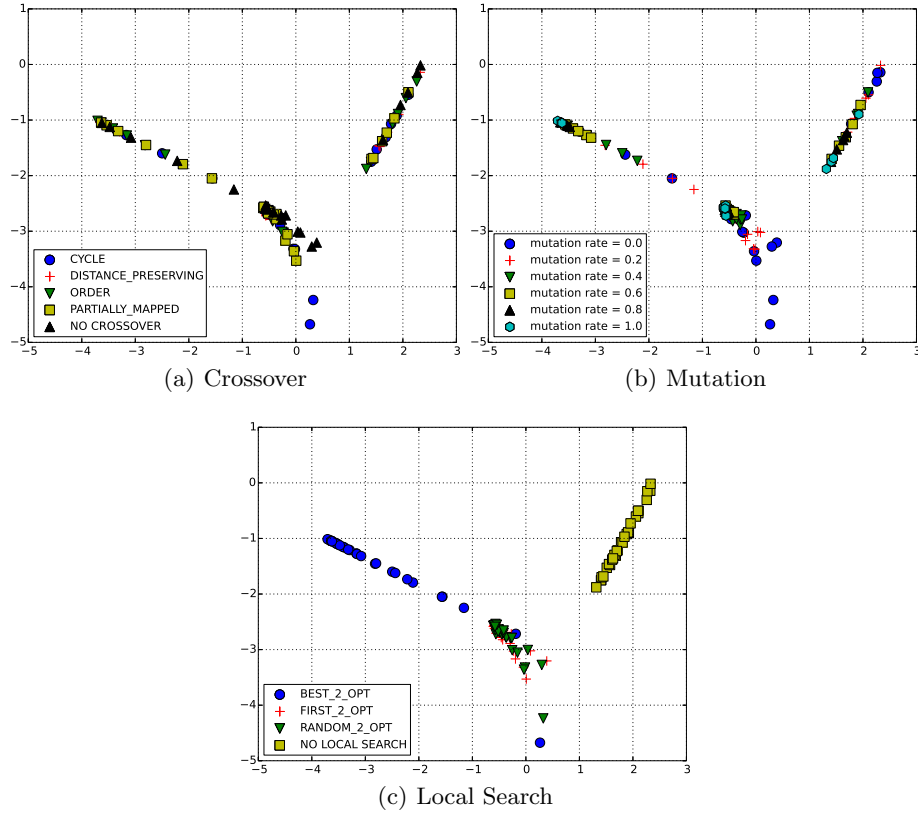 1
0
−1
−2
−3
−4
−5
−5 −4 −3 −2 −1 0 1 2 3
CYCLE
DISTANCE_PRESERVING
ORDER
PARTIALLY_MAPPED
NO CROSSOVER
(a) Crossover
1
0
−1
−2
−3
−4
−5
−5 −4 −3 −2 −1 0 1 2 3
mutation rate = 0.0
mutation rate = 0.2
mutation rate = 0.4
mutation rate = 0.6
mutation rate = 0.8
mutation rate = 1.0
(b) Mutation
1
0
−1
−2
−3
−4
−5
−5 −4 −3 −2 −1 0 1 2 3
BEST_2_OPT
FIRST_2_OPT
RANDOM_2_OPT
NO LOCAL SEARCH
(c) Local Search